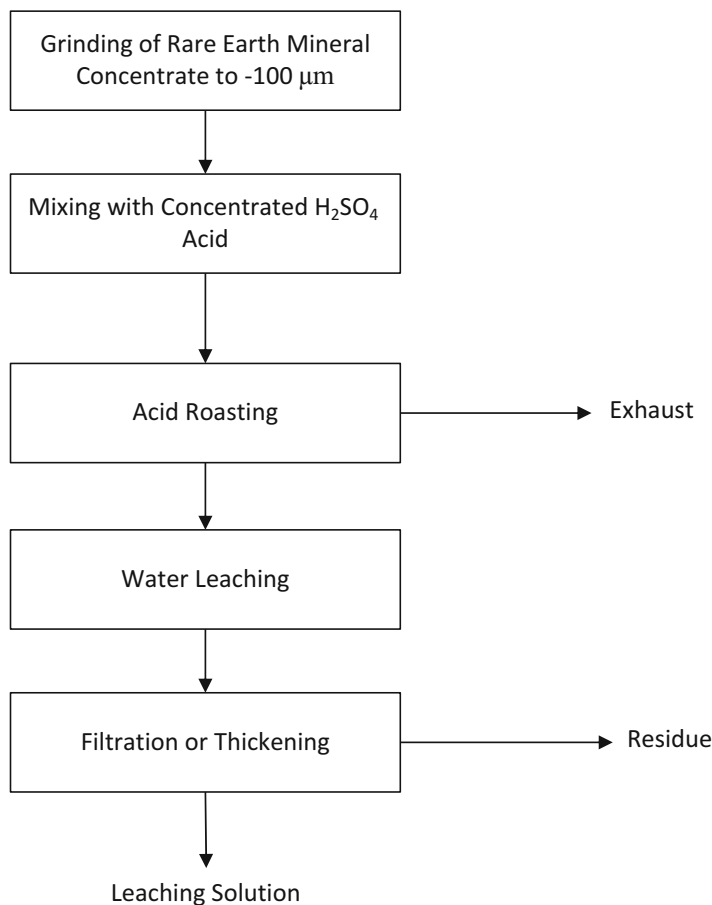 Grinding of Rare Earth Mineral
Concentrate to -100 μm
Mixing with Concentrated H₂SO₄
Acid
Acid Roasting
Exhaust
Water Leaching
Filtration or Thickening
Residue
Leaching Solution